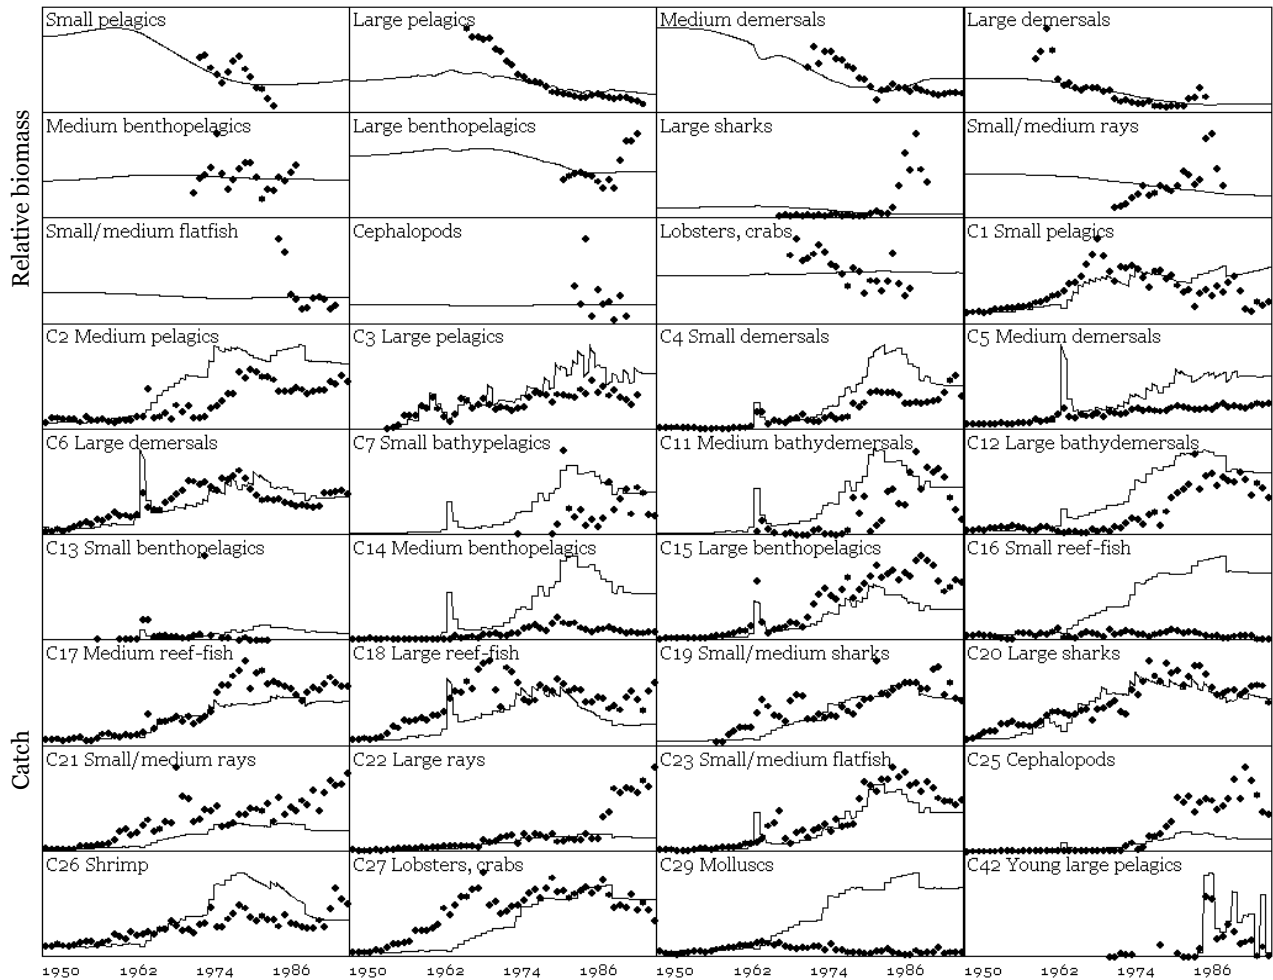 Small pelagics Large pelagics Medium demersals Large demersals
Medium benthopelagics Large benthopelagics Large sharks Small/medium rays
Small/medium flatfish Cephalopods Lobsters, crabs C1 Small pelagics
C2 Medium pelagics C3 Large pelagics C4 Small demersals C5 Medium demersals
C6 Large demersals C7 Small bathypelagics C11 Medium bathydemersals C12 Large bathydemersals
C13 Small benthopelagics C14 Medium benthopelagics C15 Large benthopelagics C16 Small reef-fish
C17 Medium reef-fish C18 Large reef-fish C19 Small/medium sharks C20 Large sharks
C21 Small/medium rays C22 Large rays C23 Small/medium flatfish C25 Cephalopods
C26 Shrimp C27 Lobsters, crabs C29 Molluscs C42 Young large pelagics
1950 1962 1974 1986 1950 1962 1974 1986 1950 1962 1974 1986 1950 1962 1974 1986
Relative biomass
Catch